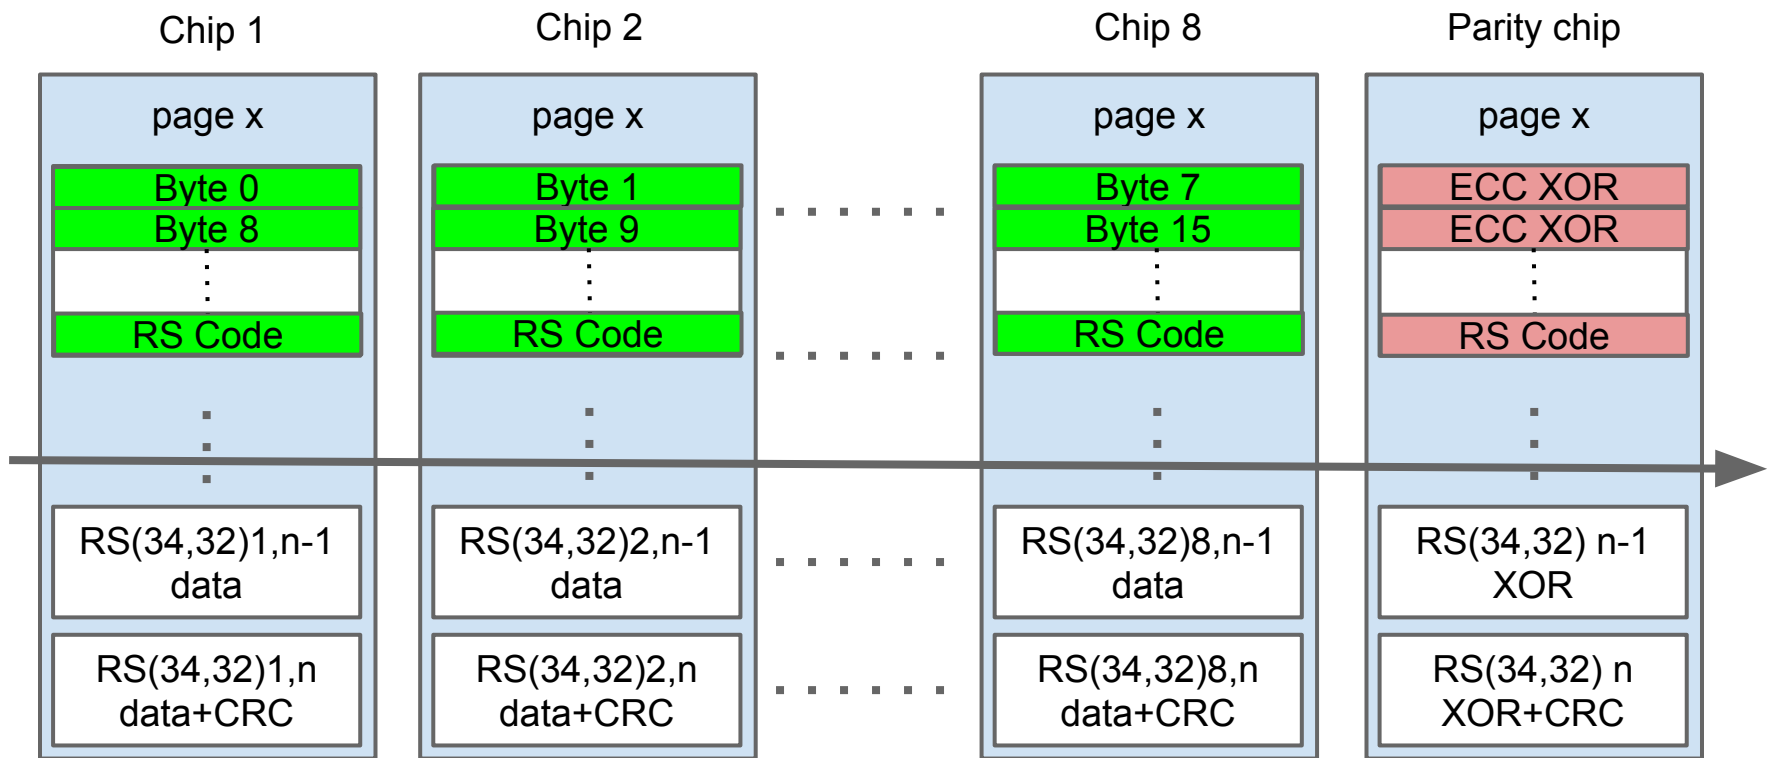 Chip 1
Chip 2
Chip 8
Parity chip
page x
page x
page x
page x
Byte 0
Byte 1
Byte 7
ECC XOR
Byte 8
Byte 9
Byte 15
ECC XOR
RS Code
RS Code
RS Code
RS Code
RS(34,32)1,n-1
data
RS(34,32)2,n-1
data
RS(34,32)8,n-1
data
RS(34,32) n-1
XOR
RS(34,32)1,n
data+CRC
RS(34,32)2,n
data+CRC
RS(34,32)8,n
data+CRC
RS(34,32) n
XOR+CRC